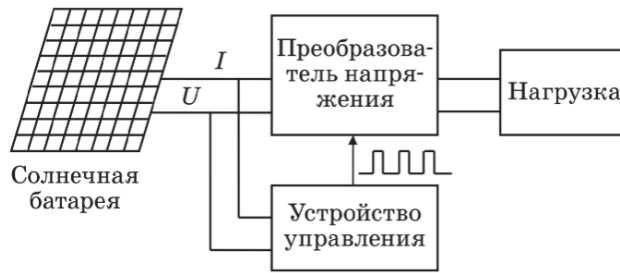 I
U
Преобразова-
тель напря-
жения
Нагрузка
Солнечная
батарея
Устройство
управления